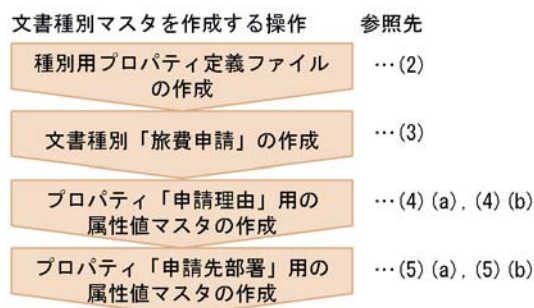 文書種別マスタを作成する操作 参照先
種別用プロパティ定義ファイル
の作成
…(2)
文書種別「旅費申請」の作成
…(3)
プロパティ「申請理由」用の
属性値マスタの作成
…(4)(a),(4)(b)
プロパティ「申請先部署」用の
属性値マスタの作成
…(5)(a),(5)(b)